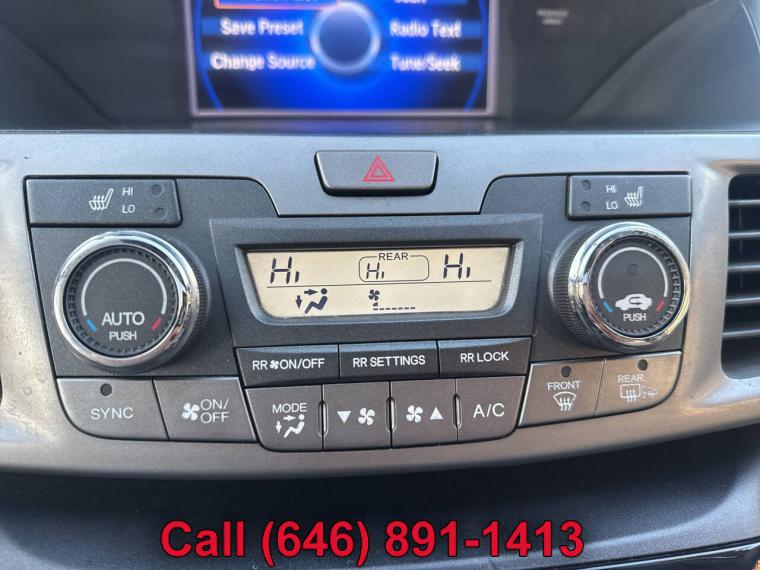 Save Preset Radio Text
Change Source Tune/Seek
HI
LO
HI
LO
Hi REAR Hi Hi
AUTO
PUSH
PUSH
RR ON/OFF RR SETTINGS RR LOCK
SYNC ON/
OFF MODE A/C FRONT REAR
Call (646) 891-1413